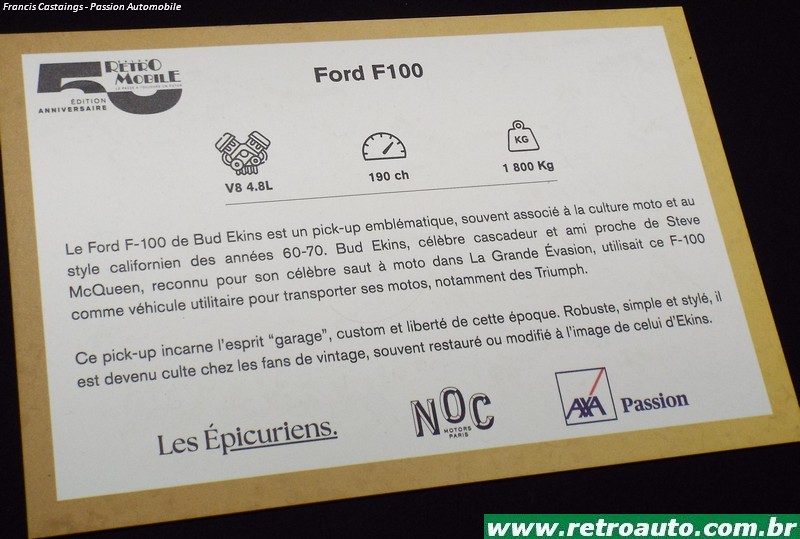 Francis Castaings - Passion Automobile
50
RÉTRO
MOBILE
ÉDITION
ANNIVERSAIRE
Ford F100
KG
V8 4.8L
190 ch
1 800 Kg
Le Ford F-100 de Bud Ekins est un pick-up emblématique, souvent associé à la culture moto et au
style californien des années 60-70. Bud Ekins, célèbre cascadeur et ami proche de Steve
McQueen, reconnu pour son célèbre saut à moto dans La Grande Évasion, utilisait ce F-100
comme véhicule utilitaire pour transporter ses motos, notamment des Triumph.
Ce pick-up incarne l'esprit “garage”, custom et liberté de cette époque. Robuste, simple et stylé, il
est devenu culte chez les fans de vintage, souvent restauré ou modifié à l'image de celui d'Ekins.
Les Épicuriens.
NOC
MOTORS
PARIS
AXA Passion
www.retroauto.com.br